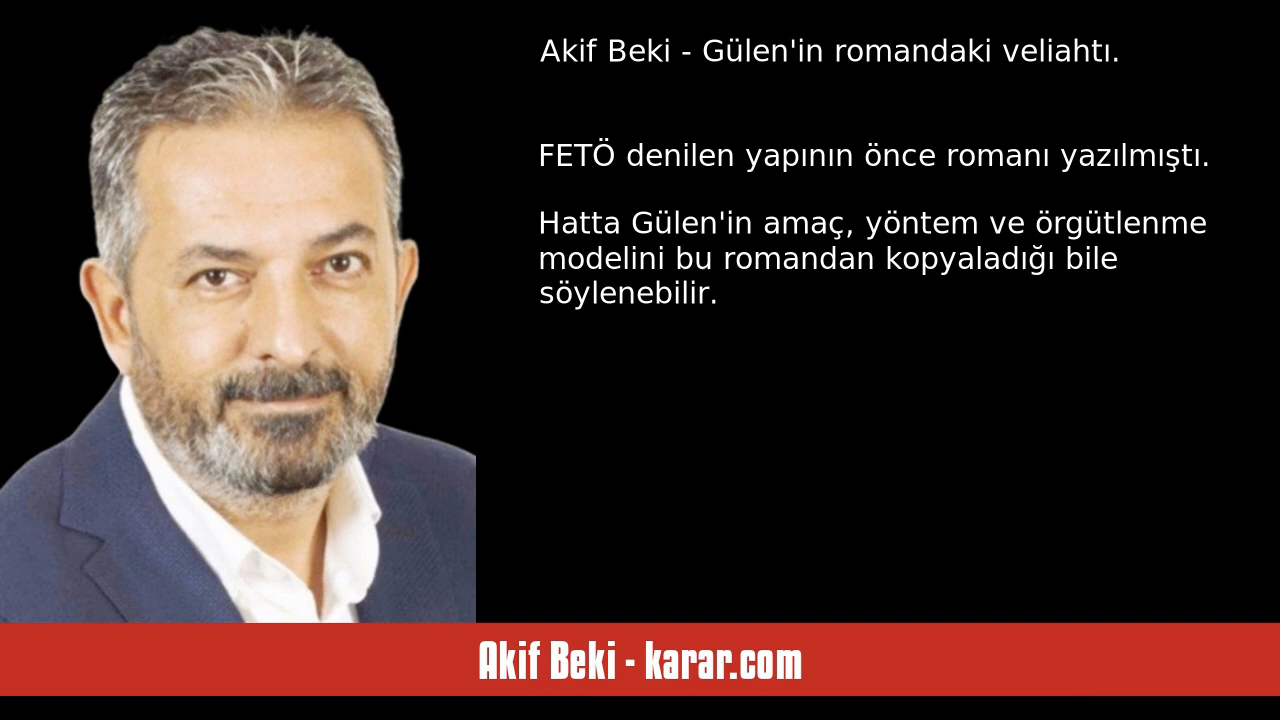 Akif Beki - Gülen'in romandaki veliahtı.
FETÖ denilen yapının önce romanı yazılmıştı.
Hatta Gülen'in amaç, yöntem ve örgütlenme
modelini bu romandan kopyaladığı bile
söylenebilir.
Akif Beki - karar.com